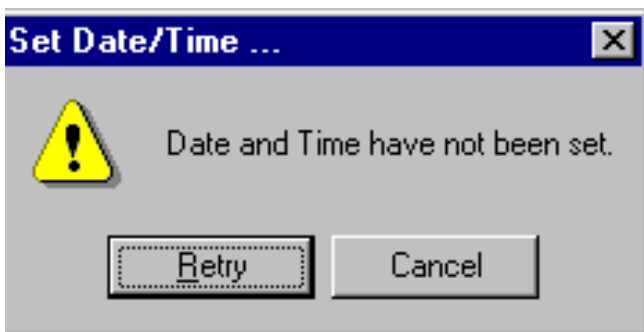 Set Date/Time ...
Date and Time have not been set.
Retry Cancel